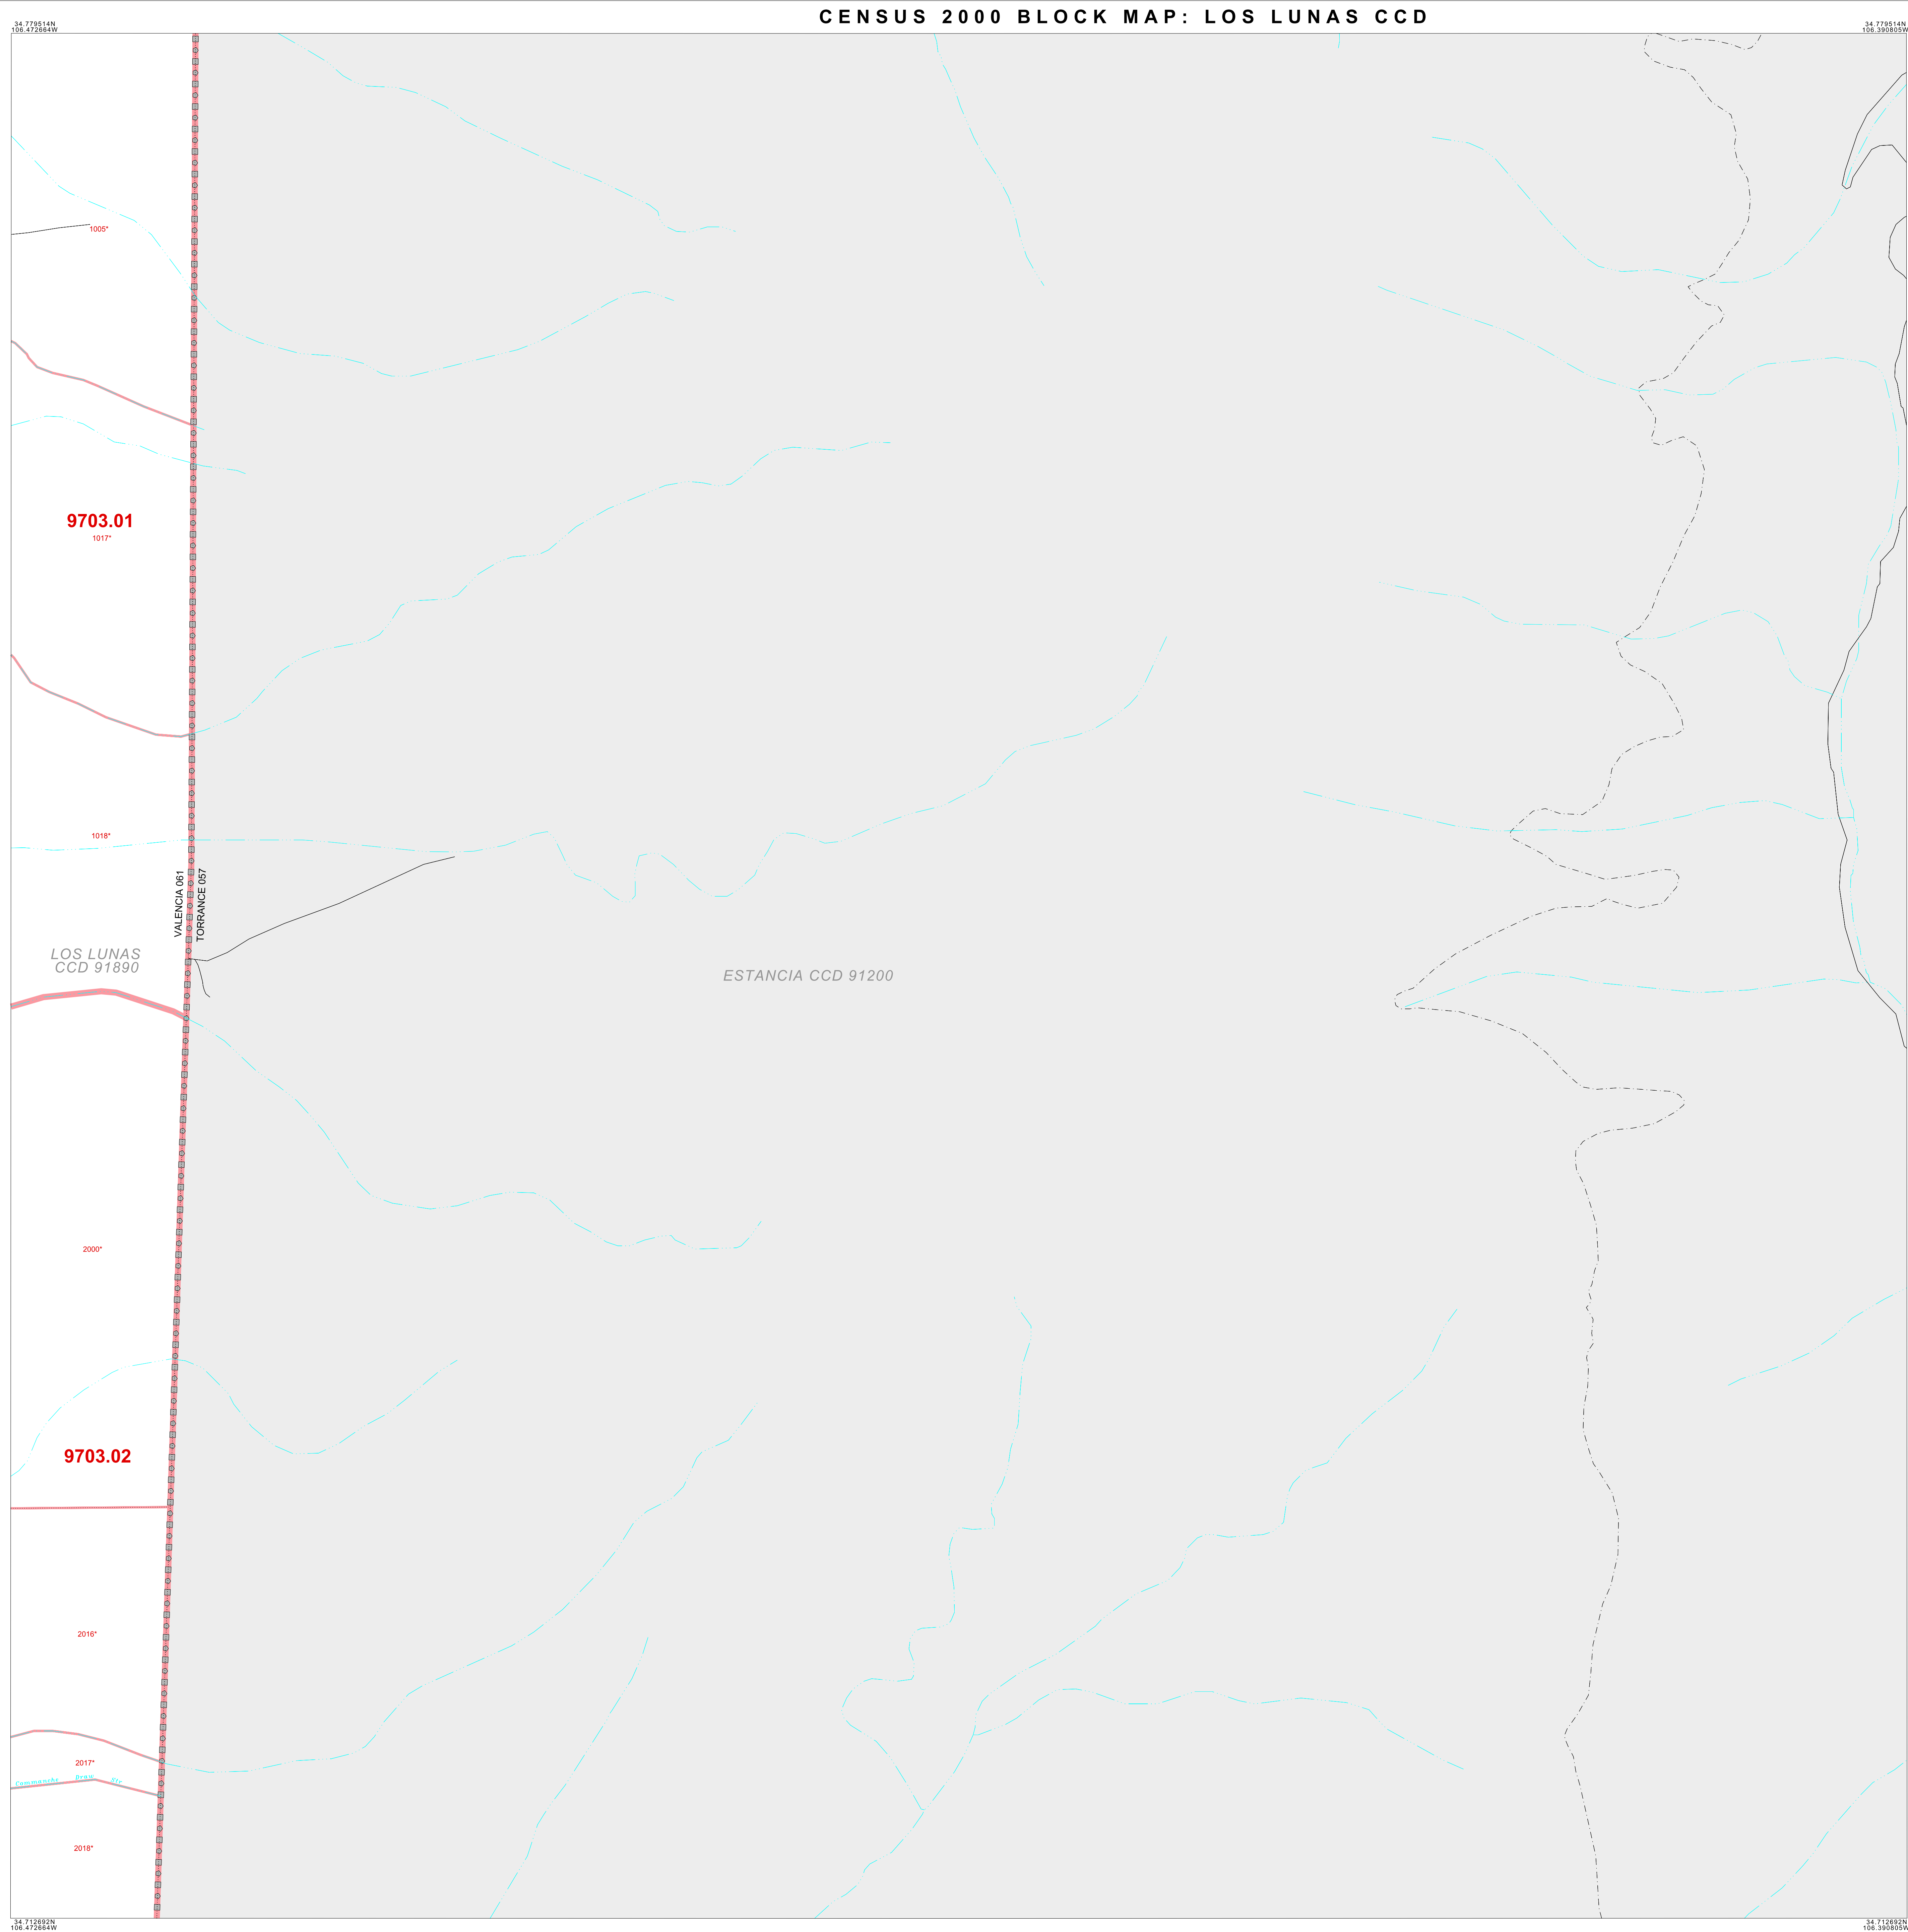 CENSUS 2000 BLOCK MAP: LOS LUNAS CCD
34.779514N
106.472664W
34.779514N
106.390805W
1005*
9703.01
1017*
1018*
VALENCIA 061
TORRANCE 057
LOS LUNAS
CCD 91890
ESTANCIA CCD 91200
2000*
9703.02
2016*
2017*
2018*
34.712692N
106.472664W
34.712692N
106.390805W